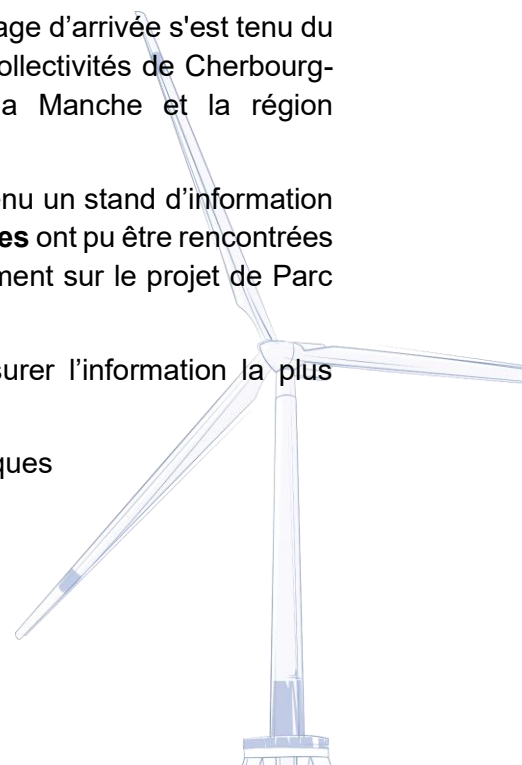 age d’arrivée s'est tenu du
ollectivités de Cherbourg-
a Manche et la région
nu un stand d’information
es ont pu être rencontrées
ment sur le projet de Parc
surer l’information la plus
ques